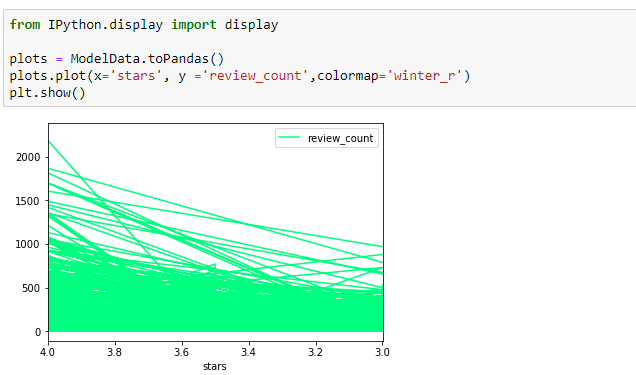 from IPython.display import display
plots = ModelData.toPandas()
plots.plot(x='stars', y ='review_count',colormap='winter_r')
plt.show()
review_count
2000
1500
1000
500
0
4.0 3.8 3.6 3.4 3.2 3.0
stars